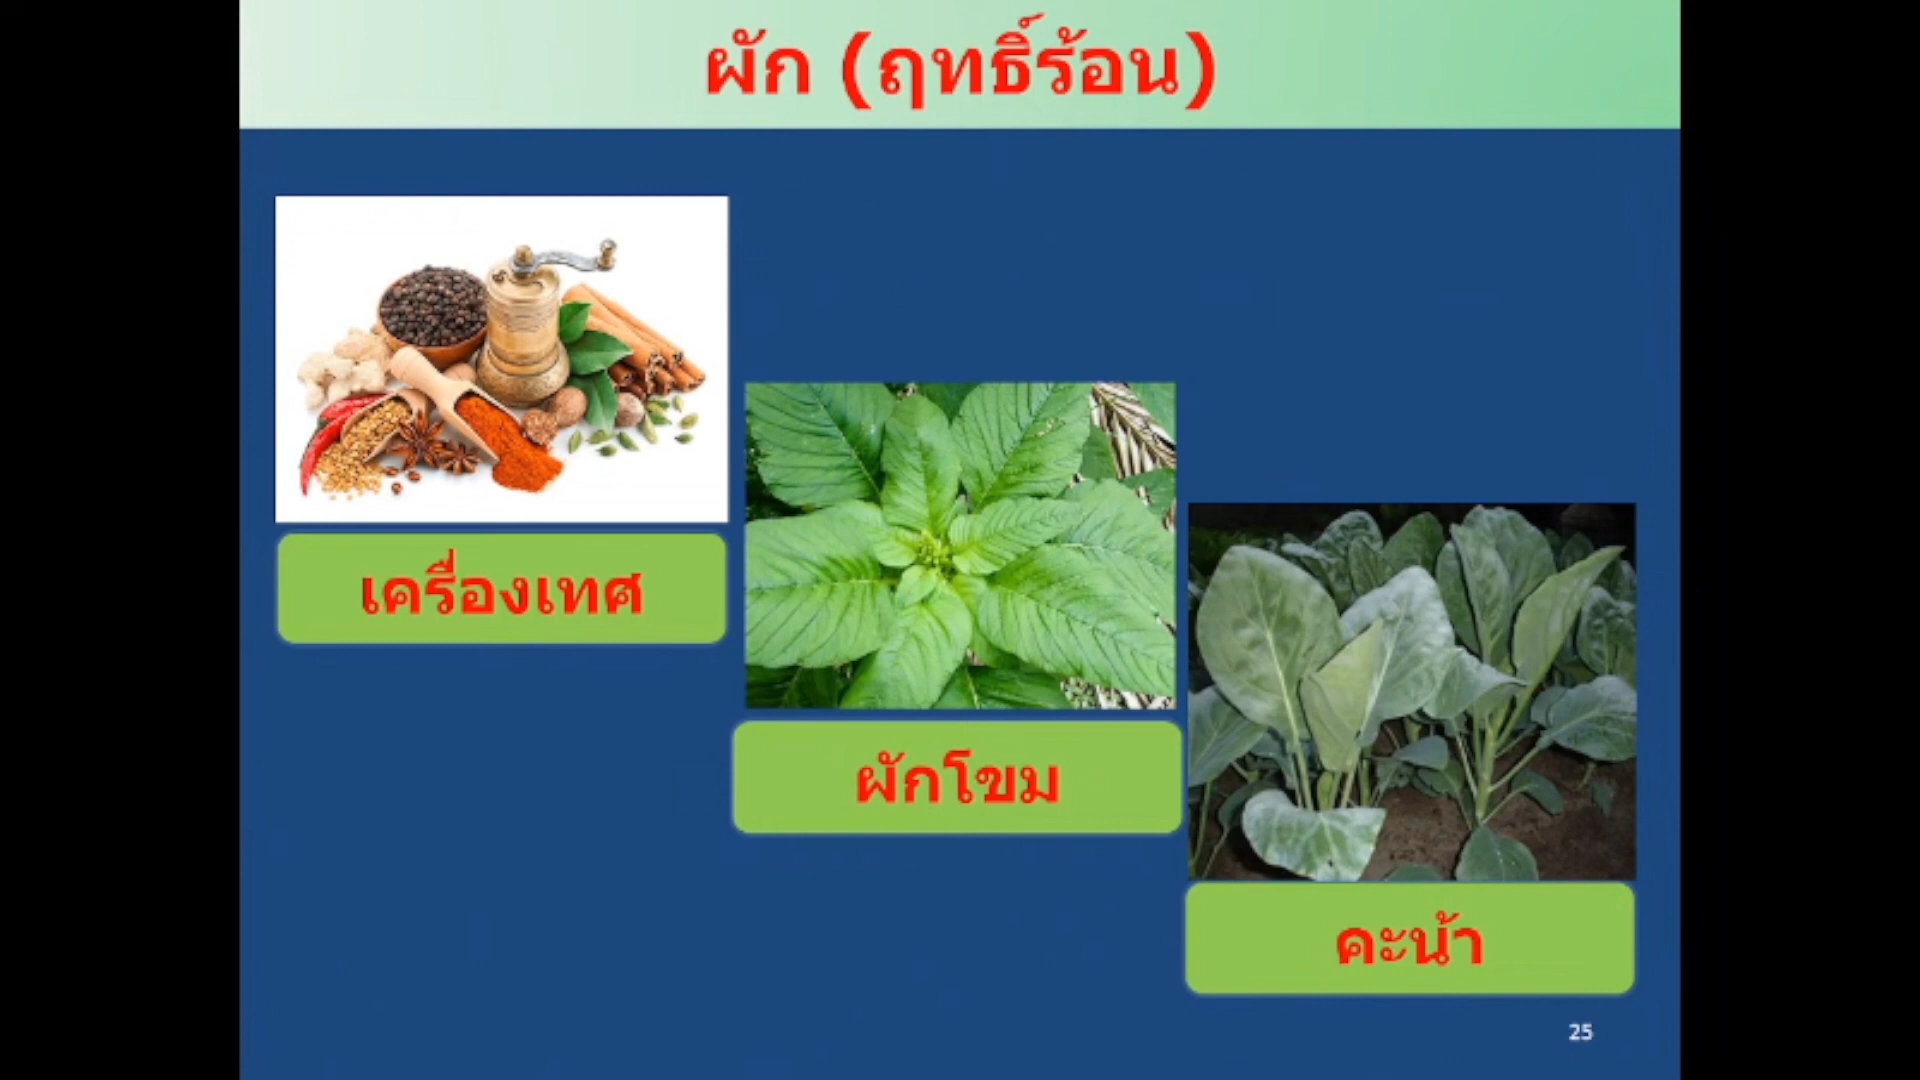 ผัก (ฤทธิ์ร้อน)
เครื่องเทศ
ผักโขม
คะน้า
25